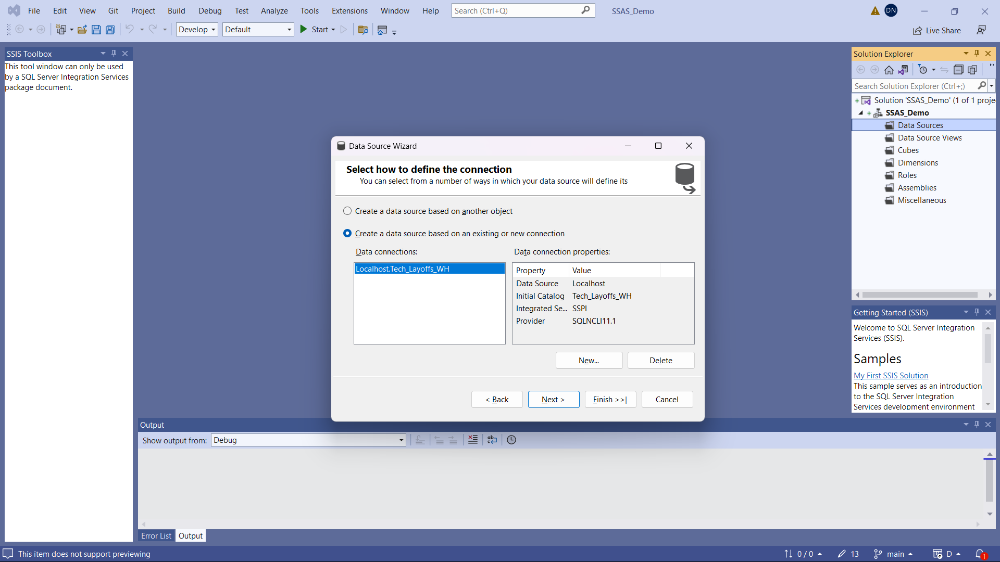 File Edit View Git Project Build Debug Test Analyze Tools Extensions Window Help Search (Ctrl+Q) SSAS_Demo DN
Develop Default Start Live Share
SSIS Toolbox
This tool window can only be used
by a SQL Server Integration Services
package document.
Data Source Wizard
Select how to define the connection
You can select from a number of ways in which your data source will define its
Create a data source based on another object
Create a data source based on an existing or new connection
Data connections:
Data connection properties:
Localhost.Tech_Layoffs_WH
Property Value
Data Source Localhost
Initial Catalog Tech_Layoffs_WH
Integrated Se... SSPI
Provider SQLNCLI11.1
New... Delete
< Back Next > Finish >>| Cancel
Solution Explorer
Search Solution Explorer (Ctrl+;)
Solution 'SSAS_Demo' (1 of 1 proje
SSAS_Demo
Data Sources
Data Source Views
Cubes
Dimensions
Roles
Assemblies
Miscellaneous
Getting Started (SSIS)
Welcome to SQL Server Integration
Services (SSIS).
Samples
My First SSIS Solution
This sample serves as an introduction
to the SQL Server Integration
Services development environment
Output
Show output from: Debug
Error List Output
This item does not support previewing 0 / 0 13 main D 1